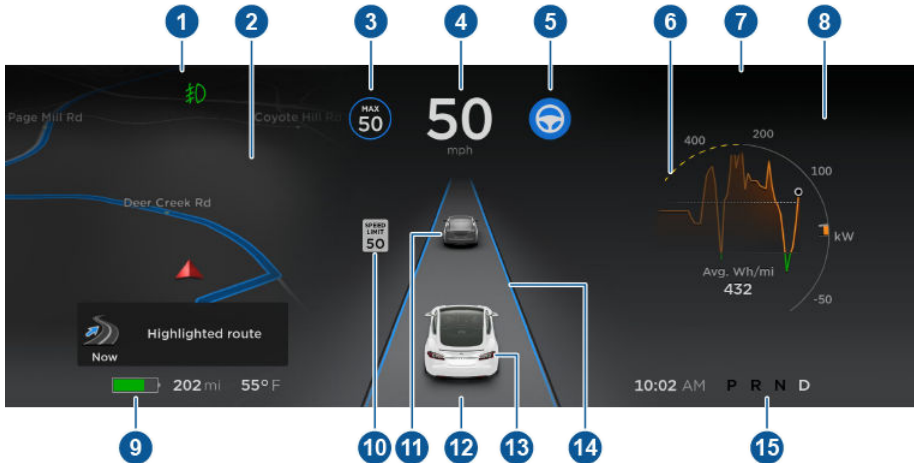 1 2 3 4 5 6 7 8
Page Mill Rd
Coyote Hill Rd
MAX
50
50
mph
400 200
100
Deer Creek Rd
SPEED
LIMIT
50
kW
Avg. Wh/mi
432
-50
Highlighted route
Now
202 mi 55° F
10:02 AM P R N D
9 10 11 12 13 14 15